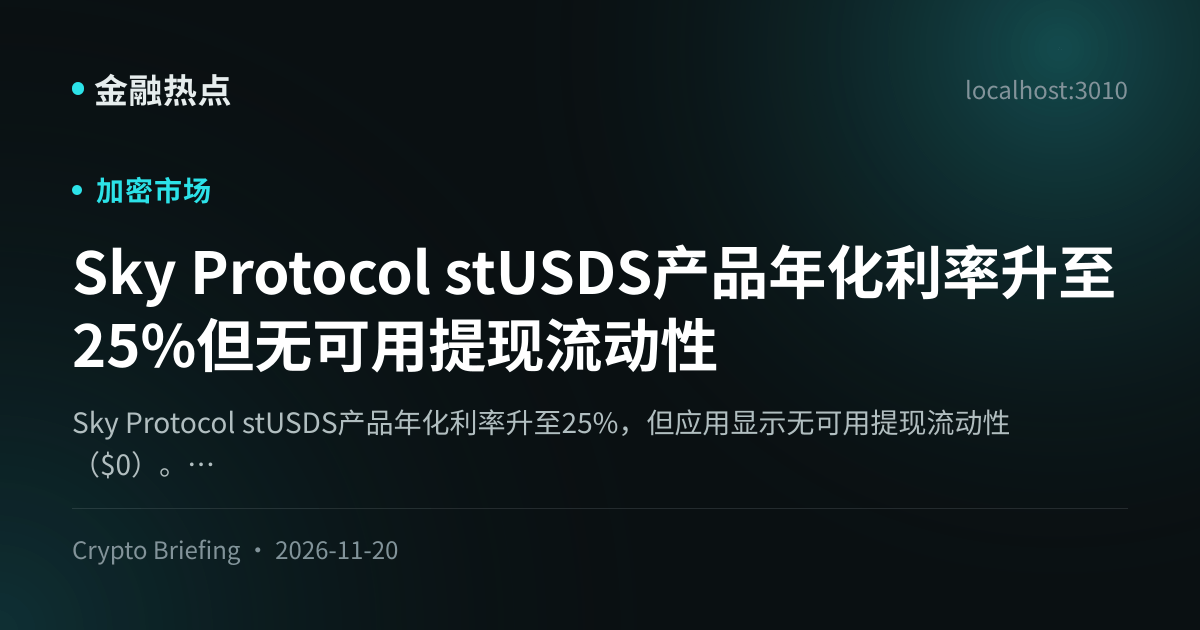 金融热点
localhost:3010
加密市场
Sky Protocol stUSDS产品年化利率升至
25%但无可用提现流动性
Sky Protocol stUSDS产品年化利率升至25%，但应用显示无可用提现流动性
（$0）。…
Crypto Briefing · 2026-11-20